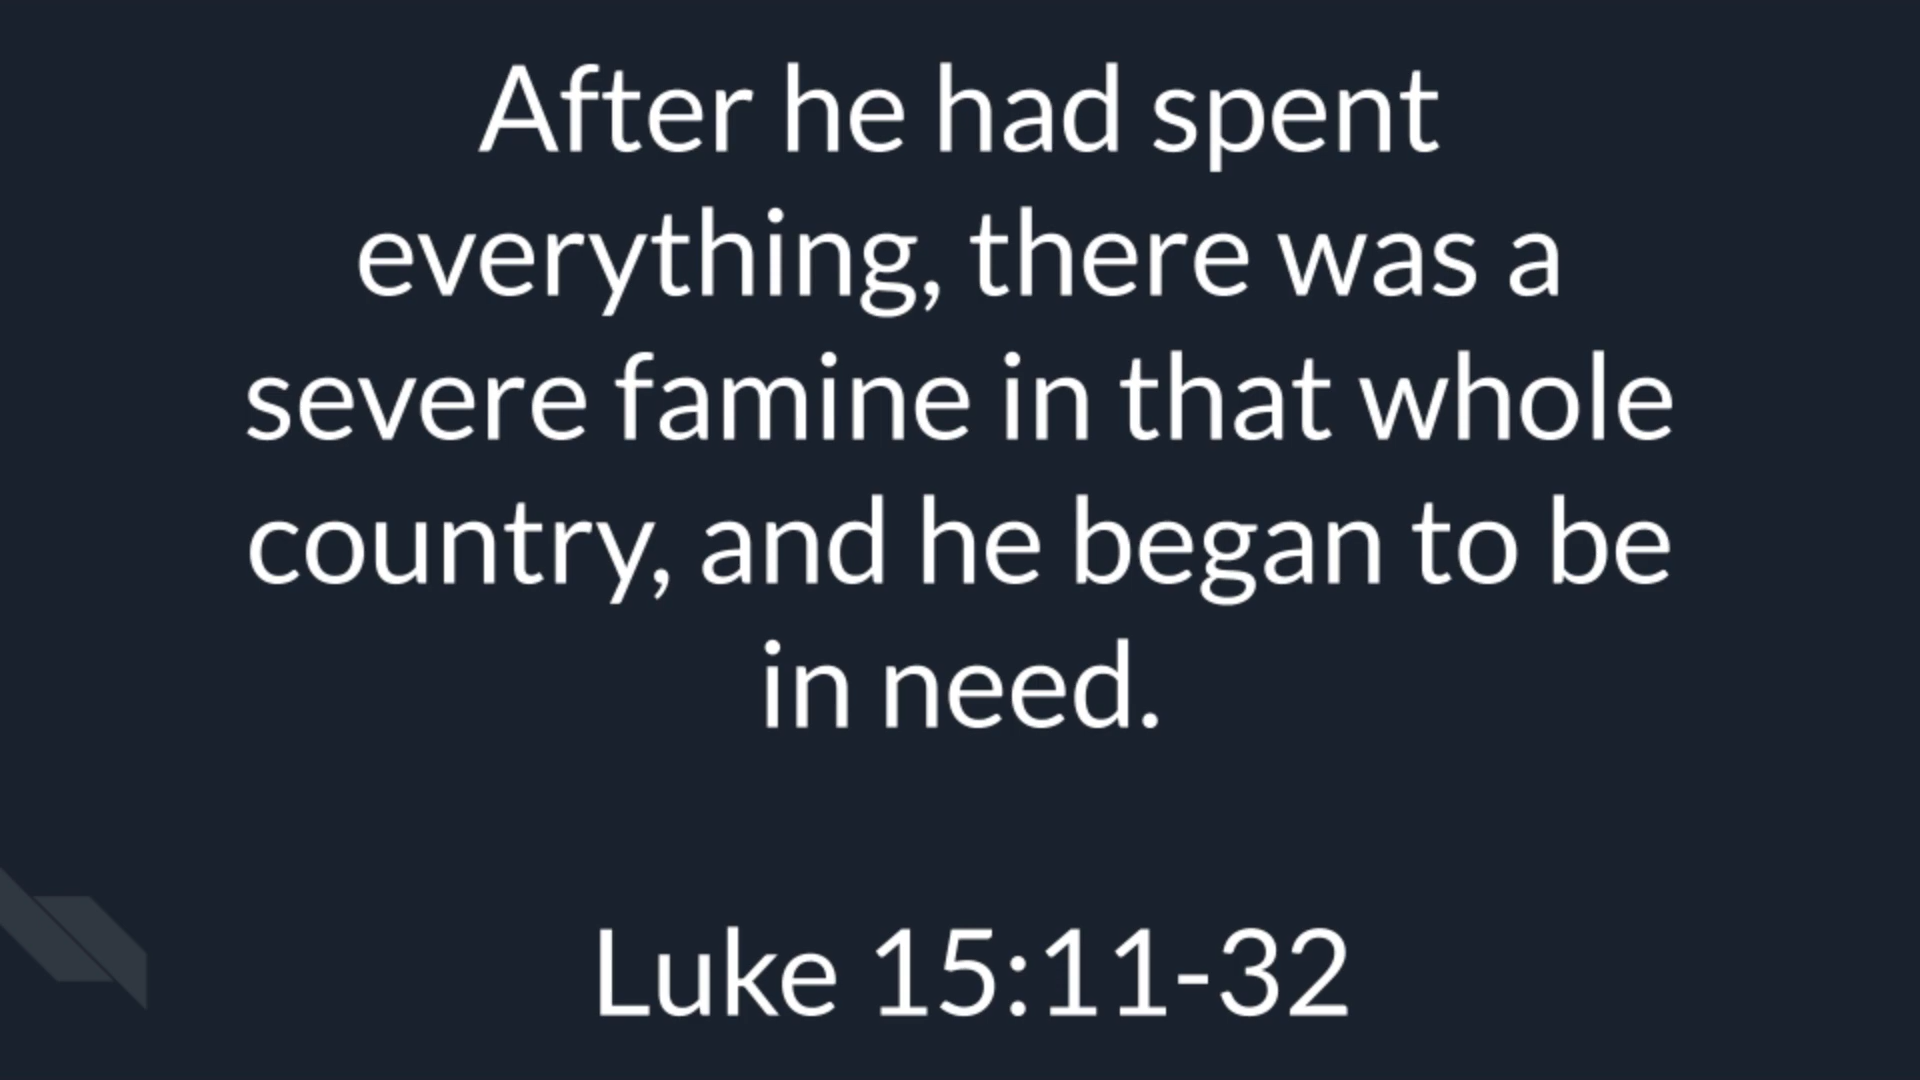 After he had spent
everything, there was a
severe famine in that whole
country, and he began to be
in need.
Luke 15:11-32